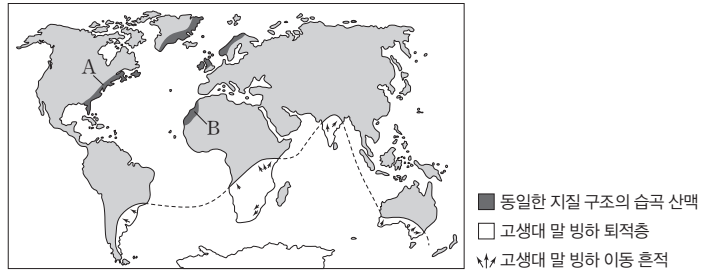 A
B
동일한 지질 구조의 습곡 산맥
고생대 말 빙하 퇴적층
고생대 말 빙하 이동 흔적